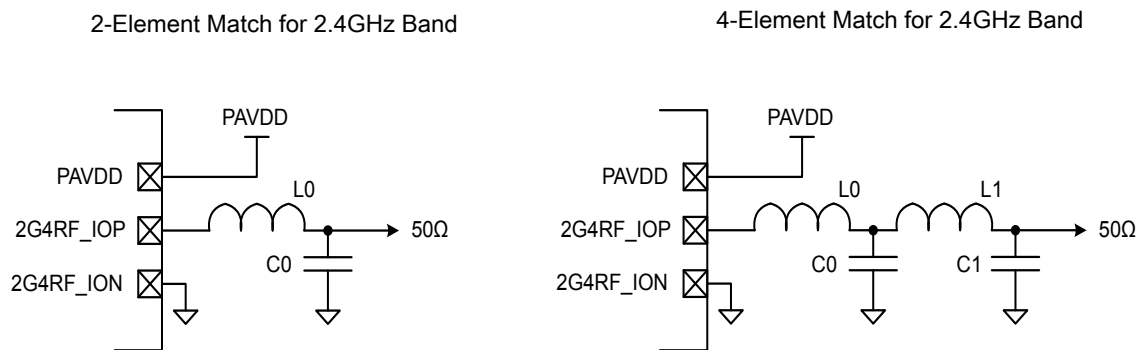 2-Element Match for 2.4GHz Band
PAVDD
PAVDD
L0
2G4RF_IOP
50Ω
C0
2G4RF_ION
4-Element Match for 2.4GHz Band
PAVDD
PAVDD
L0
L1
2G4RF_IOP
50Ω
C0
C1
2G4RF_ION